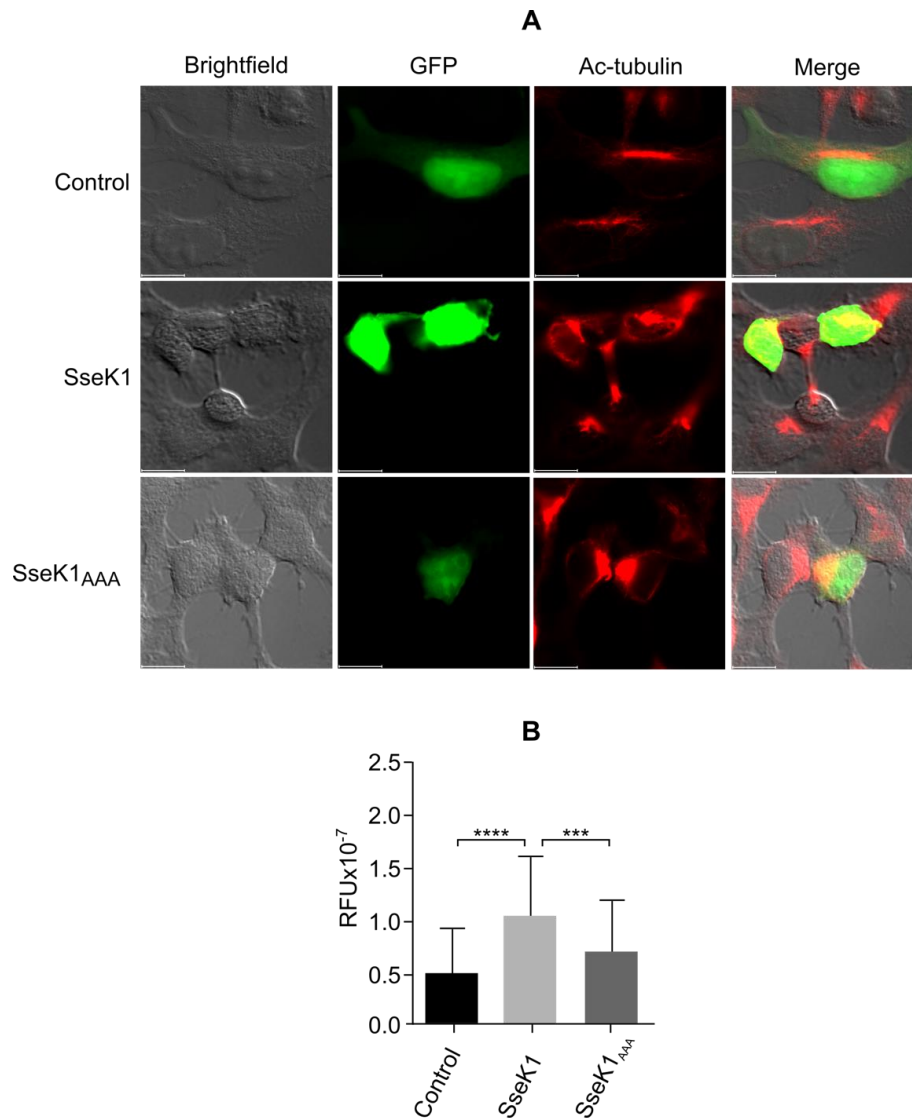 A
Brightfield GFP Ac-tubulin Merge
Control
SseK1
SseK1AAA
B
2.5
2.0
1.5
1.0
0.5
0.0
RFUx10-7
**** ***
Control SseK1 SseK1AAA